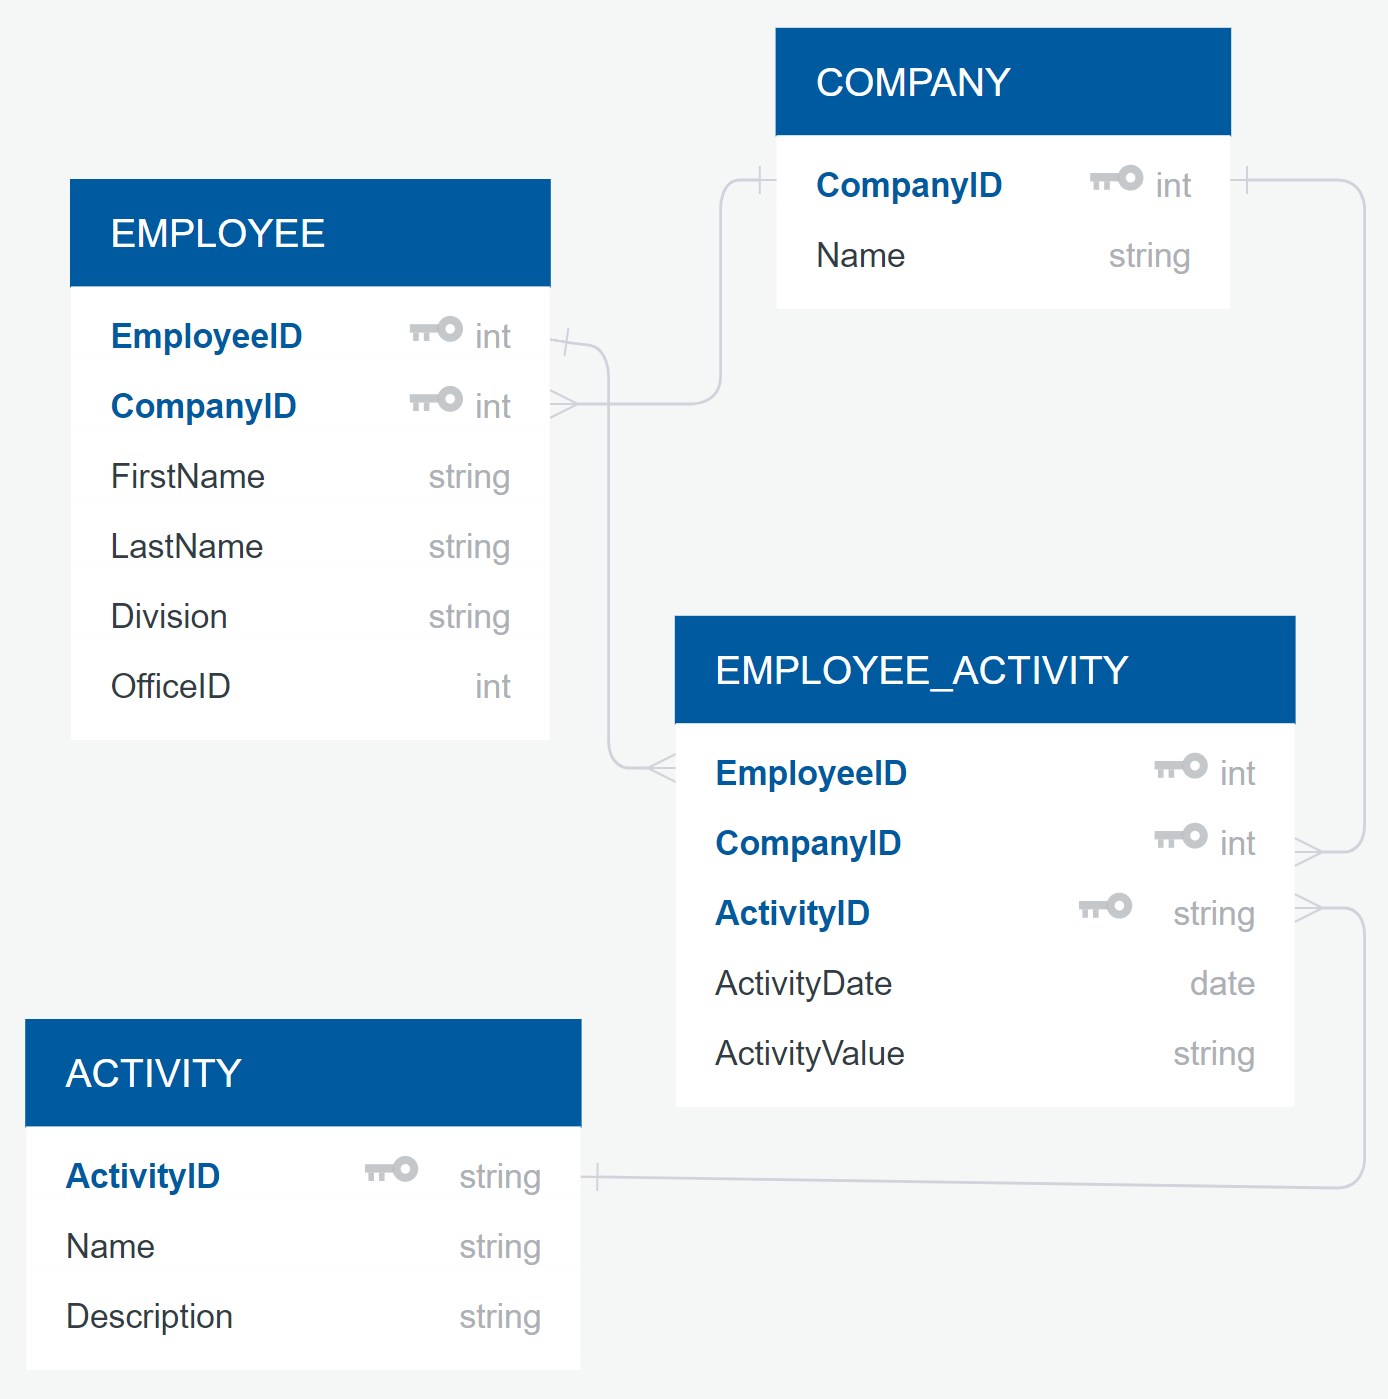 COMPANY
CompanyID int
Name string
EMPLOYEE
EmployeeID int
CompanyID int
FirstName string
LastName string
Division string
OfficeID int
EMPLOYEE_ACTIVITY
EmployeeID int
CompanyID int
ActivityID string
ActivityDate date
ActivityValue string
ACTIVITY
ActivityID string
Name string
Description string